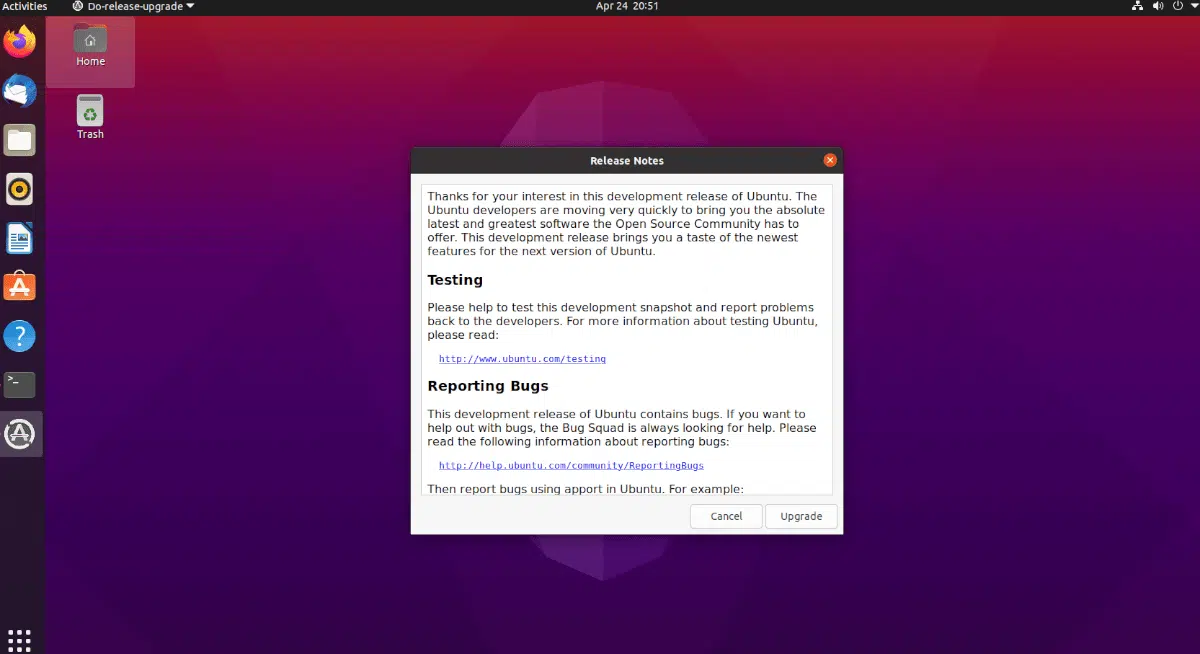 Activities
Do-release-upgrade
Apr 24 20:51
Home
Trash
Release Notes
Thanks for your interest in this development release of Ubuntu. The
Ubuntu developers are moving very quickly to bring you the absolute
latest and greatest software the Open Source Community has to
offer. This development release brings you a taste of the newest
features for the next version of Ubuntu.
Testing
Please help to test this development snapshot and report problems
back to the developers. For more information about testing Ubuntu,
please read:
http://www.ubuntu.com/testing
Reporting Bugs
This development release of Ubuntu contains bugs. If you want to
help out with bugs, the Bug Squad is always looking for help. Please
read the following information about reporting bugs:
http://help.ubuntu.com/community/ReportingBugs
Then report bugs using apport in Ubuntu. For example:
Cancel
Upgrade